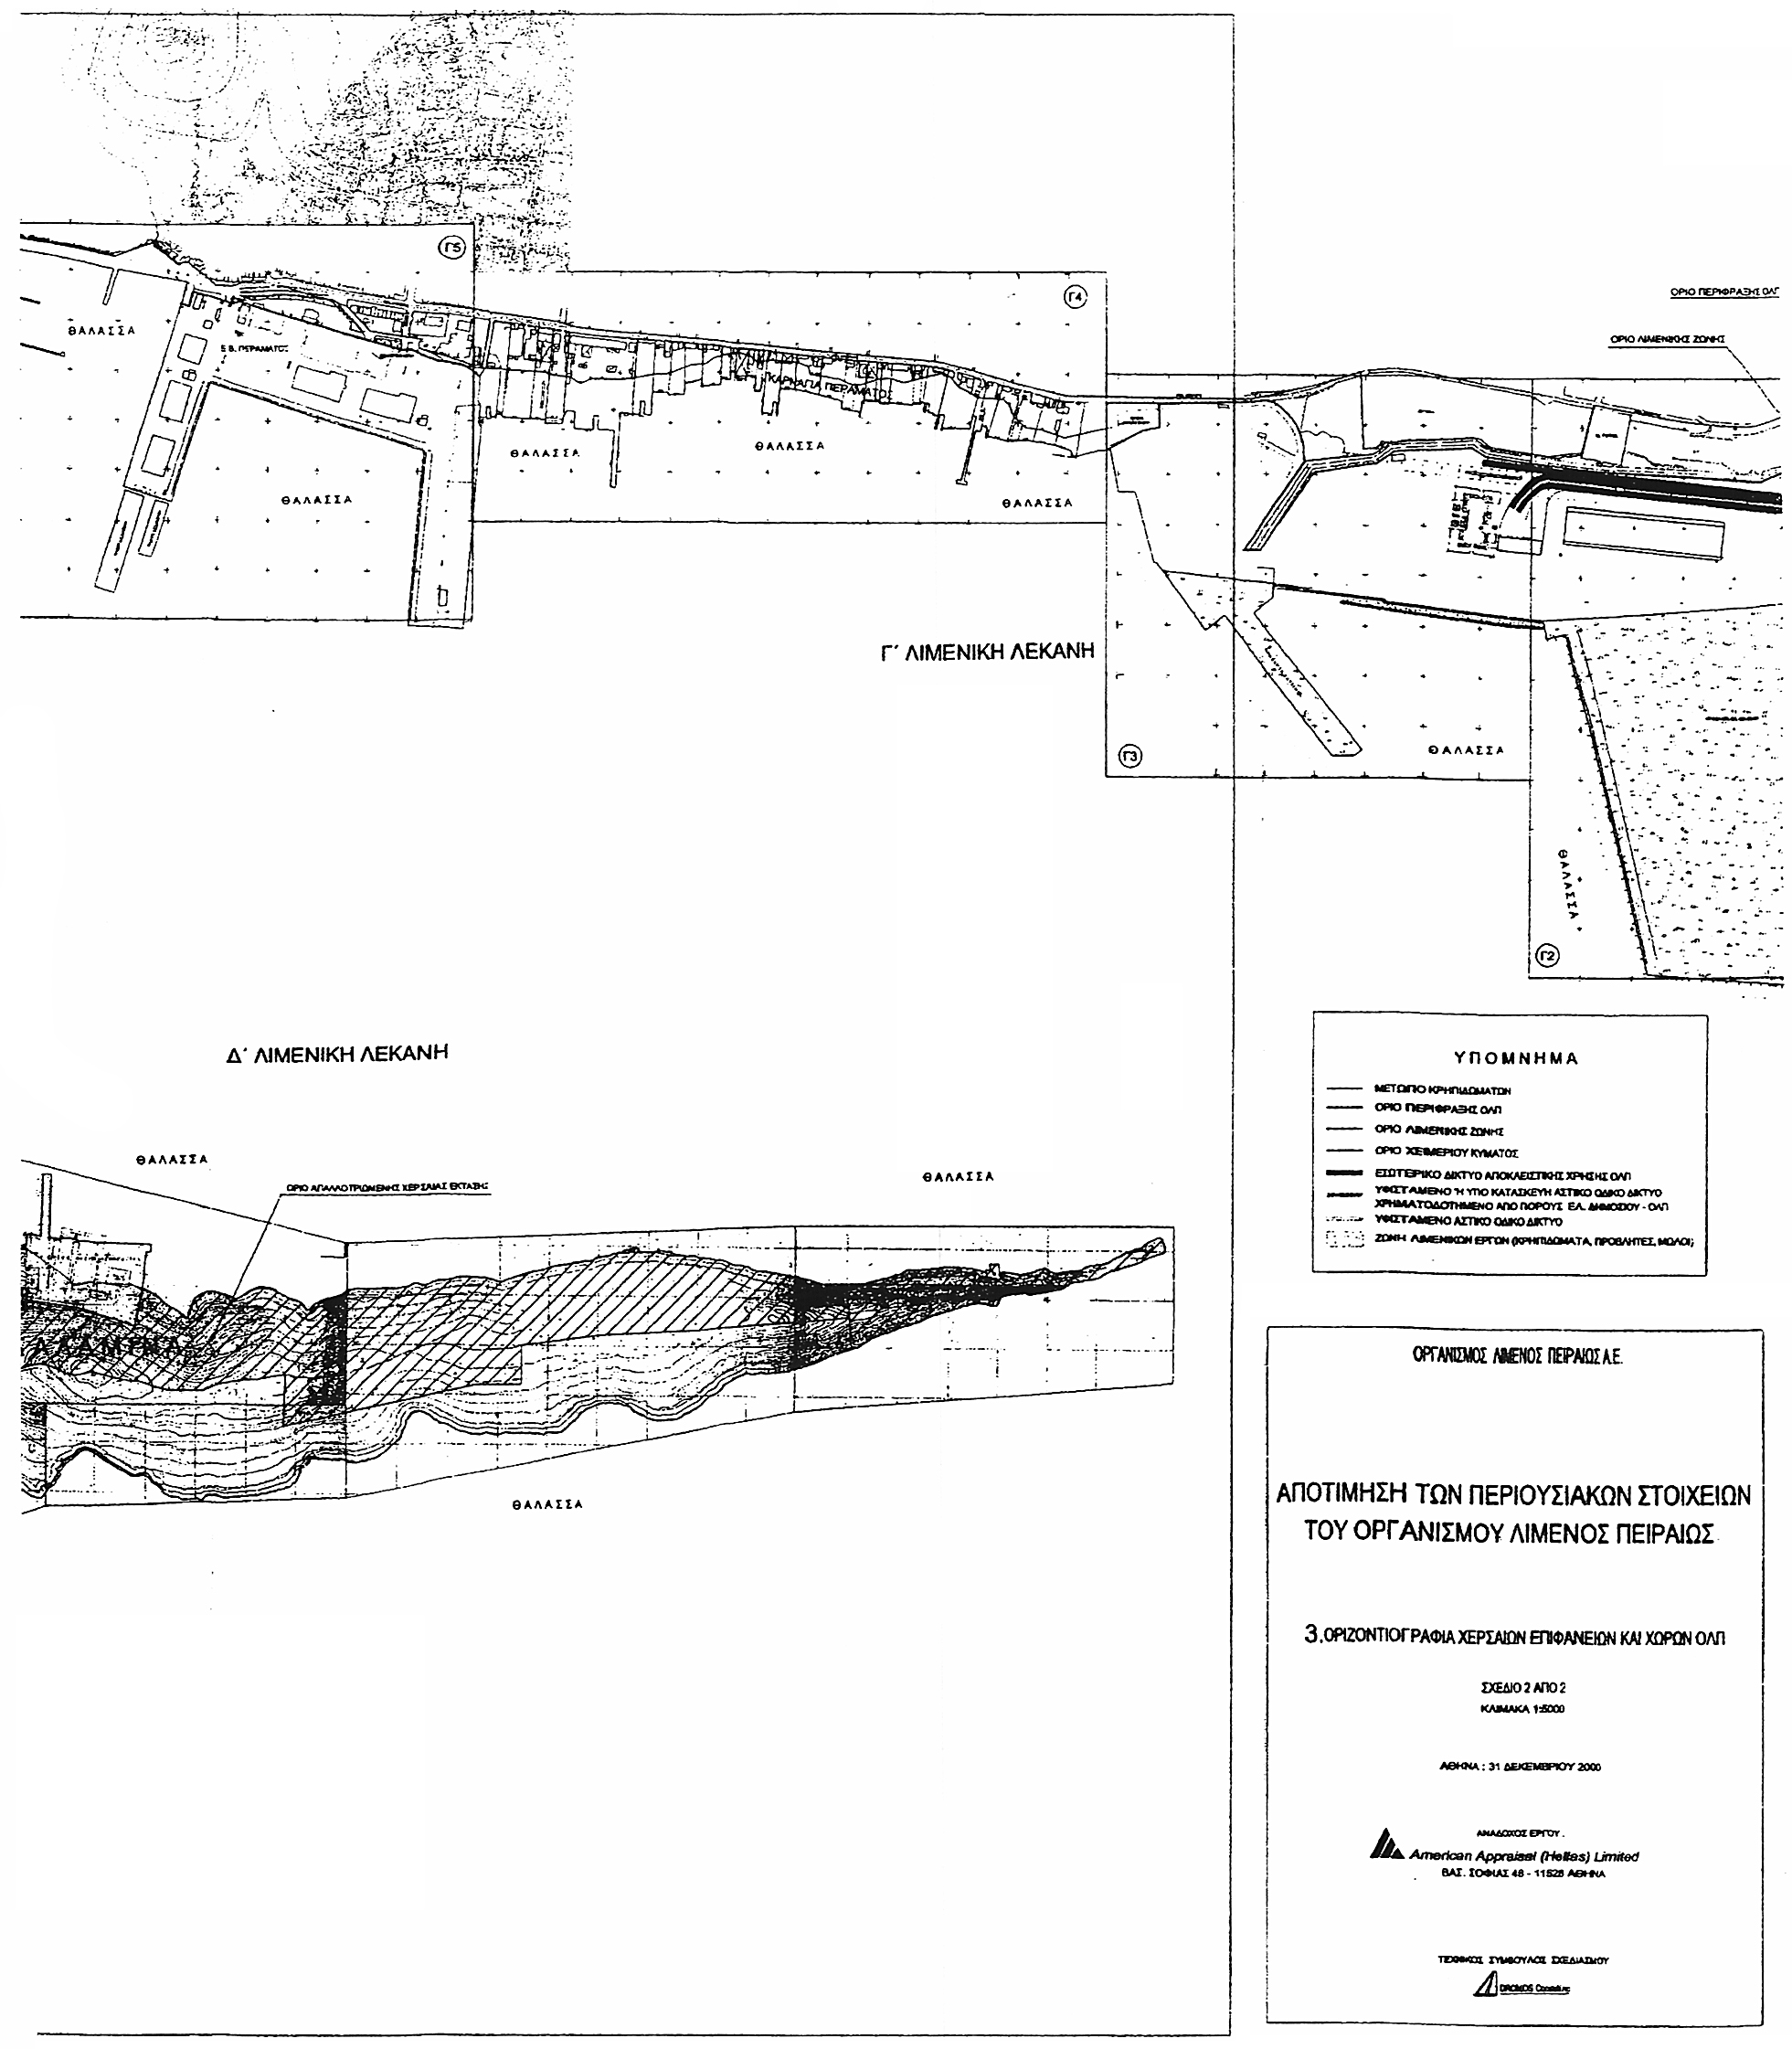 Γ5
Γ4
ΟΡΙΟ ΠΕΡΙΦΡΑΞΗΣ ΟΛΠ
ΟΡΙΟ ΛΙΜΕΝΙΚΗΣ ΖΩΝΗΣ
ΘΑΛΑΣΣΑ
Ε.Β. ΠΕΡΑΜΑΤΟΣ
ΚΑΡΝΑΓΙΑ ΠΕΡΑΜΑΤΟΣ
ΘΑΛΑΣΣΑ
ΘΑΛΑΣΣΑ
ΘΑΛΑΣΣΑ
ΘΑΛΑΣΣΑ
Γ΄ ΛΙΜΕΝΙΚΗ ΛΕΚΑΝΗ
Γ3
ΘΑΛΑΣΣΑ
ΘΑΛΑΣΣΑ
Γ2
Δ΄ ΛΙΜΕΝΙΚΗ ΛΕΚΑΝΗ
ΘΑΛΑΣΣΑ
ΟΡΙΟ ΑΠΑΛΛΟΤΡΙΩΜΕΝΗΣ ΧΕΡΣΑΙΑΣ ΕΚΤΑΣΗΣ
ΘΑΛΑΣΣΑ
ΘΑΛΑΣΣΑ
ΥΠΟΜΝΗΜΑ
ΜΕΤΩΠΟ ΚΡΗΠΙΔΩΜΑΤΩΝ
ΟΡΙΟ ΠΕΡΙΦΡΑΞΗΣ ΟΛΠ
ΟΡΙΟ ΛΙΜΕΝΙΚΗΣ ΖΩΝΗΣ
ΟΡΙΟ ΧΕΙΜΕΡΙΟΥ ΚΥΜΑΤΟΣ
ΕΣΩΤΕΡΙΚΟ ΔΙΚΤΥΟ ΑΠΟΚΛΕΙΣΤΙΚΗΣ ΧΡΗΣΗΣ ΟΛΠ
ΥΦΙΣΤΑΜΕΝΟ Ή ΥΠΟ ΚΑΤΑΣΚΕΥΗ ΑΣΤΙΚΟ ΟΔΙΚΟ ΔΙΚΤΥΟ
ΧΡΗΜΑΤΟΔΟΤΗΜΕΝΟ ΑΠΟ ΠΟΡΟΥΣ ΕΛ. ΔΗΜΟΣΙΟΥ - ΟΛΠ
ΥΦΙΣΤΑΜΕΝΟ ΑΣΤΙΚΟ ΟΔΙΚΟ ΔΙΚΤΥΟ
ΖΩΝΗ ΛΙΜΕΝΙΚΩΝ ΕΡΓΩΝ (ΚΡΗΠΙΔΩΜΑΤΑ, ΠΡΟΒΛΗΤΕΣ, ΜΩΛΟΙ)
ΟΡΓΑΝΙΣΜΟΣ ΛΙΜΕΝΟΣ ΠΕΙΡΑΙΩΣ Α.Ε.
ΑΠΟΤΙΜΗΣΗ ΤΩΝ ΠΕΡΙΟΥΣΙΑΚΩΝ ΣΤΟΙΧΕΙΩΝ
ΤΟΥ ΟΡΓΑΝΙΣΜΟΥ ΛΙΜΕΝΟΣ ΠΕΙΡΑΙΩΣ
3. ΟΡΙΖΟΝΤΙΟΓΡΑΦΙΑ ΧΕΡΣΑΙΩΝ ΕΠΙΦΑΝΕΙΩΝ ΚΑΙ ΧΩΡΩΝ ΟΛΠ
ΣΧΕΔΙΟ 2 ΑΠΟ 2
ΚΛΙΜΑΚΑ 1:5000
ΑΘΗΝΑ : 31 ΔΕΚΕΜΒΡΙΟΥ 2000
ΑΝΑΔΟΧΟΣ ΕΡΓΟΥ :
American Appraisal (Hellas) Limited
ΒΑΣ. ΣΟΦΙΑΣ 48 - 11528 ΑΘΗΝΑ
ΤΕΧΝΙΚΟΣ ΣΥΜΒΟΥΛΟΣ ΣΧΕΔΙΑΣΜΟΥ
DROMOS Consulting